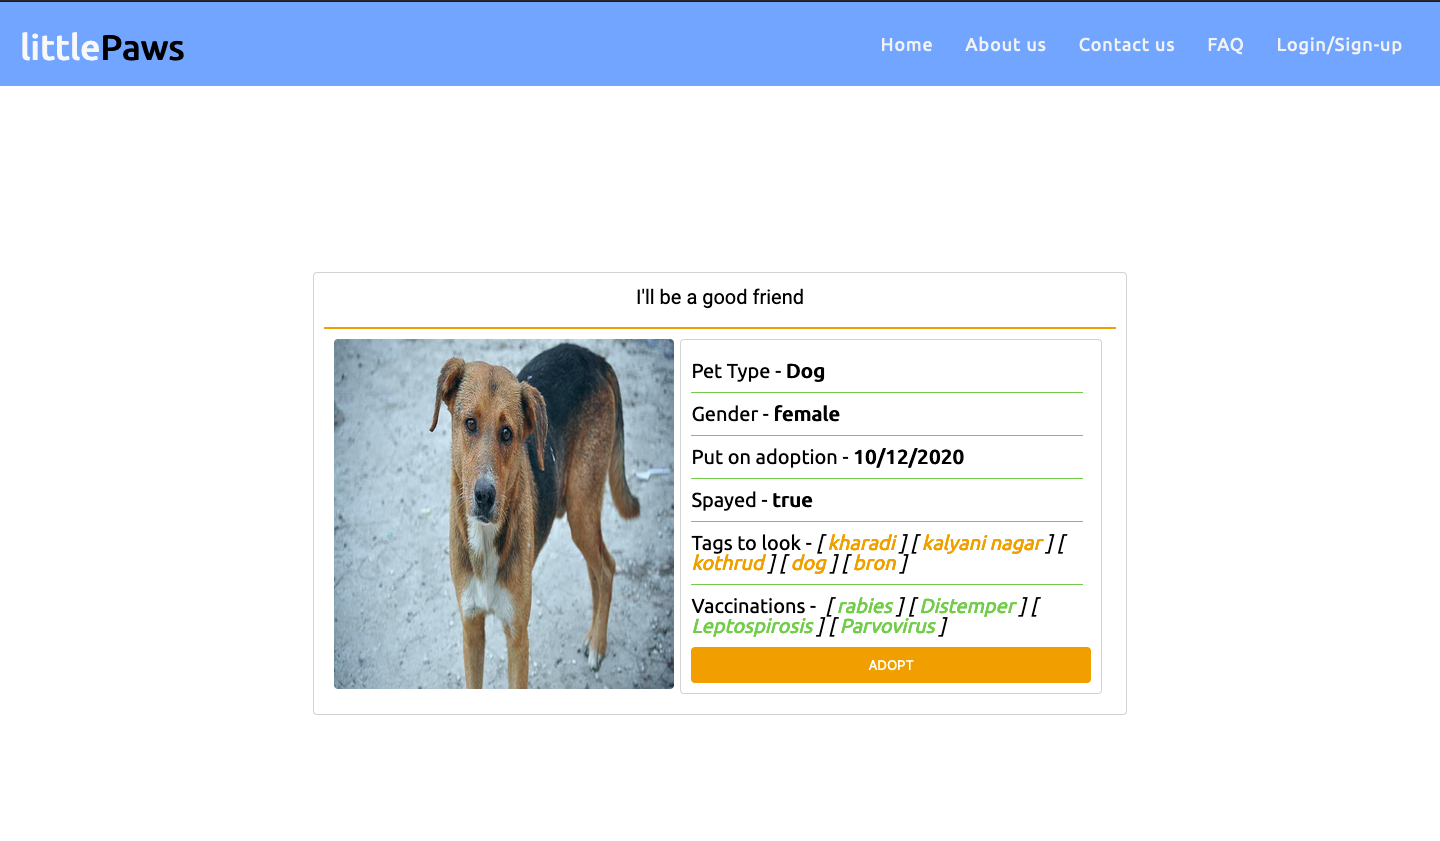 littlePaws
Home About us Contact us FAQ Login/Sign-up
I'll be a good friend
Pet Type - Dog
Gender - female
Put on adoption - 10/12/2020
Spayed - true
Tags to look - [ kharadi ] [ kalyani nagar ] [
kothrud ] [ dog ] [ bron ]
Vaccinations - [ rabies ] [ Distemper ] [
Leptospirosis ] [ Parvovirus ]
ADOPT